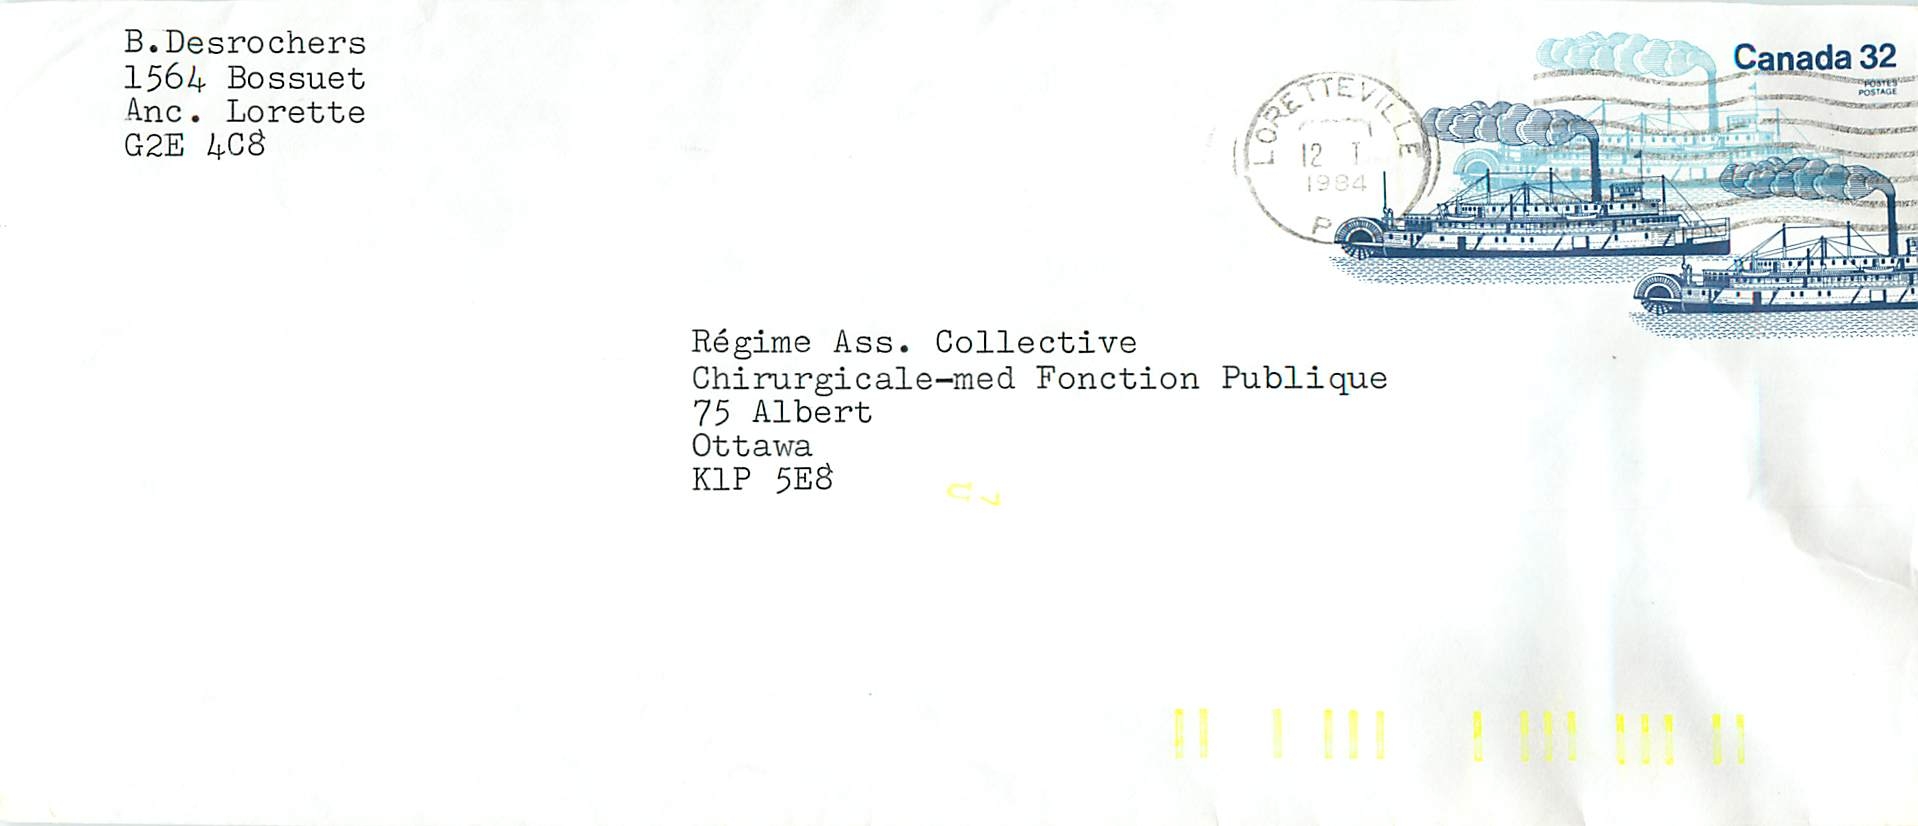 B.Desrochers
1564 Bossuet
Anc. Lorette
G2E 4C8
Canada 32
POSTES
POSTAGE
LORETTEVILLE
12
1984
P
Régime Ass. Collective
Chirurgicale-med Fonction Publique
75 Albert
Ottawa
K1P 5E8